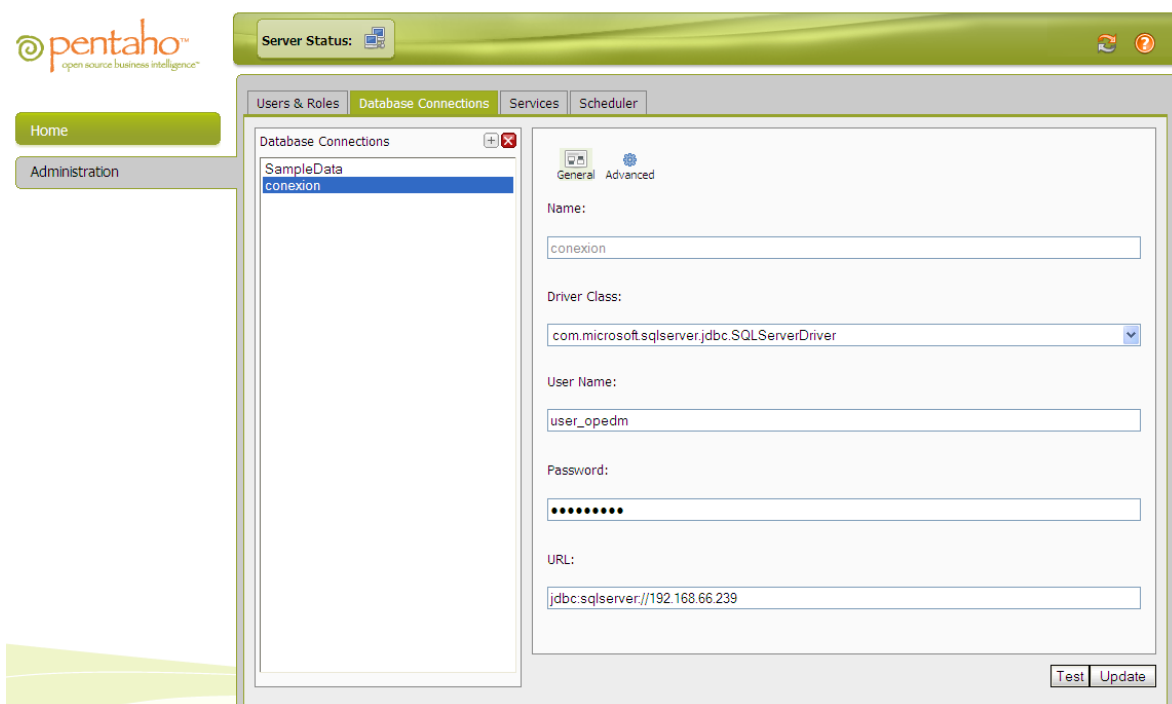 pentaho™
open source business intelligence™
Server Status:
Home
Administration
Users & Roles
Database Connections
Services
Scheduler
Database Connections
SampleData
conexion
General
Advanced
Name:
conexion
Driver Class:
com.microsoft.sqlserver.jdbc.SQLServerDriver
User Name:
user_opedm
Password:
•••••••••
URL:
jdbc:sqlserver://192.168.66.239
Test
Update